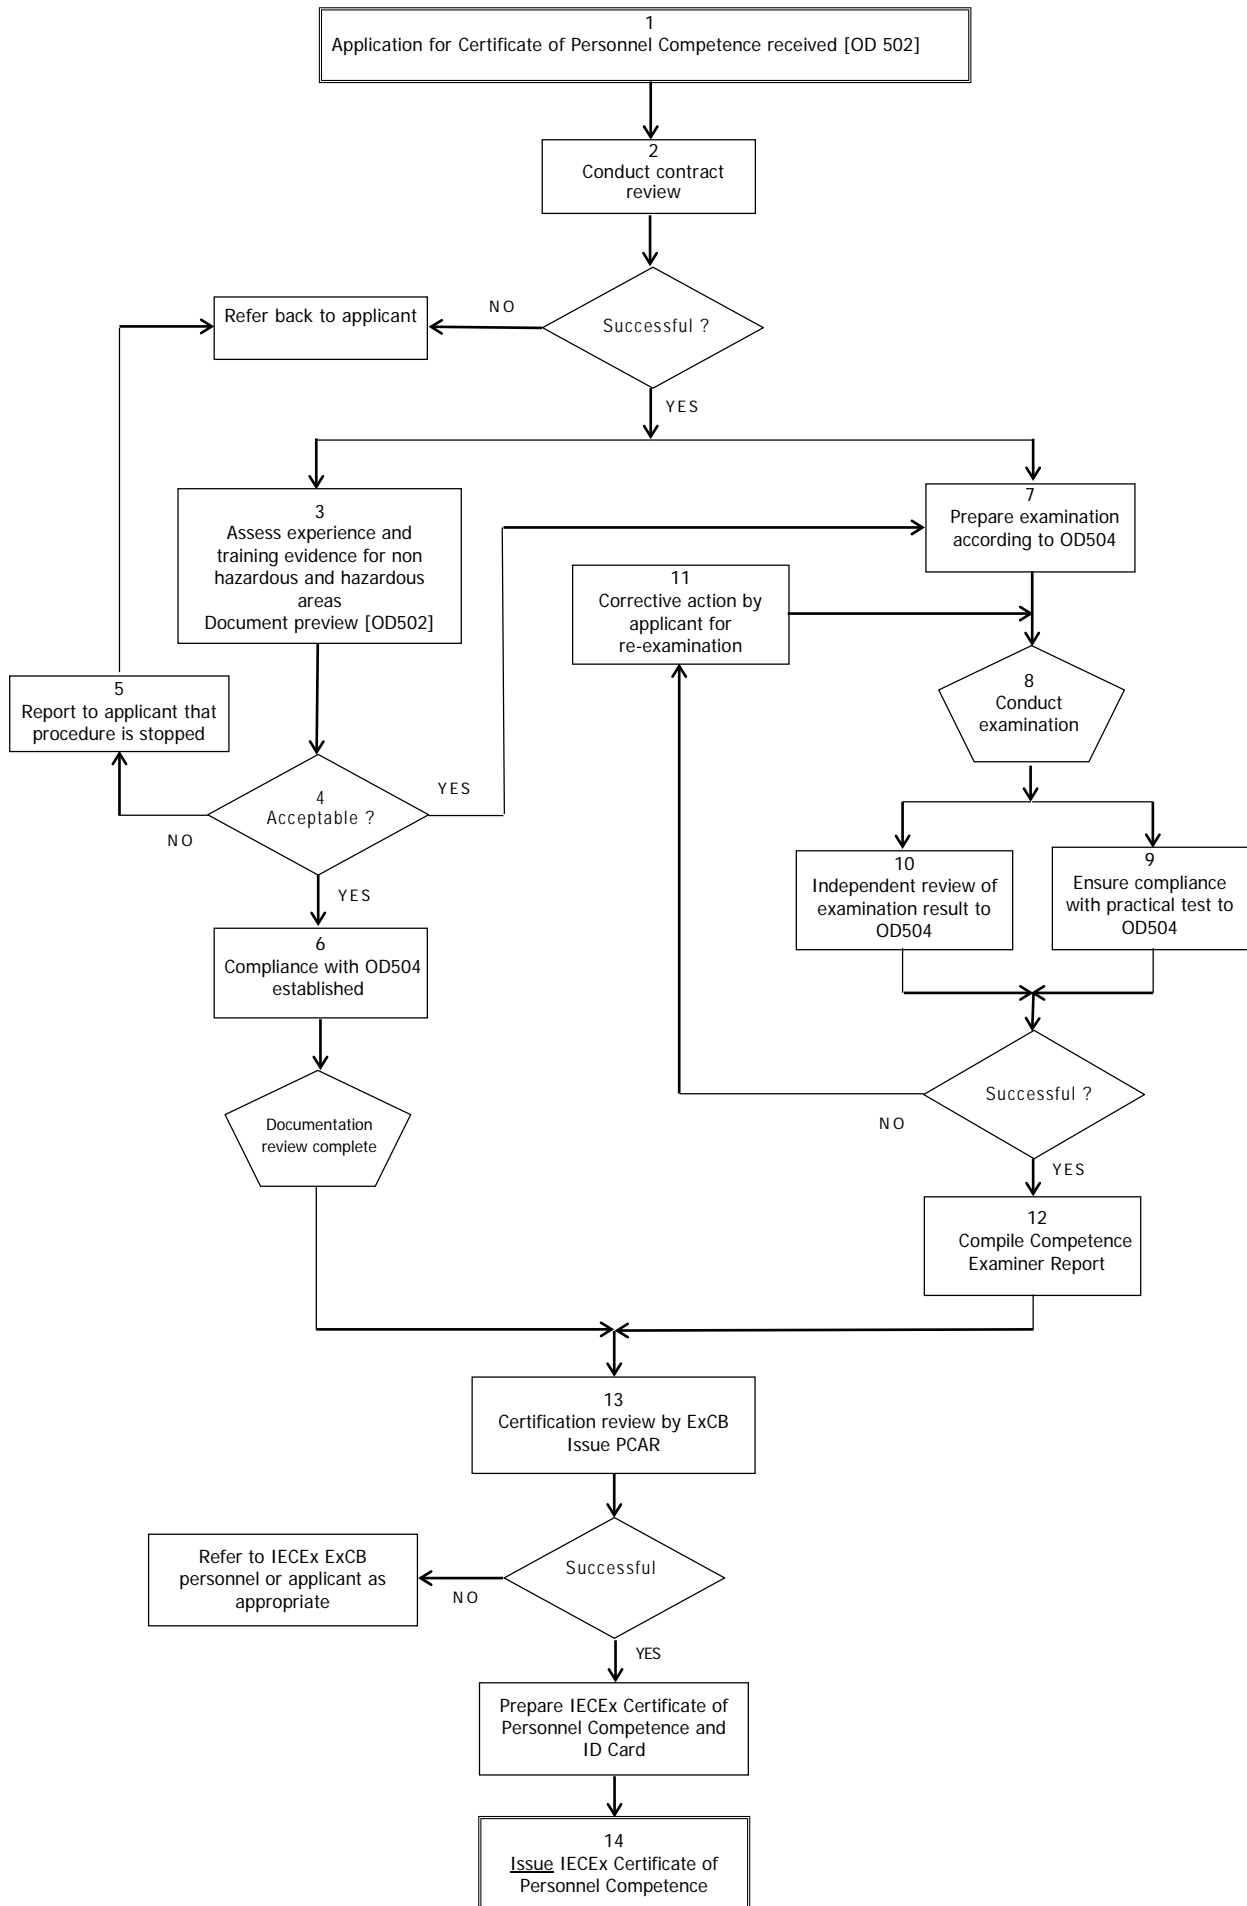 1
Application for Certificate of Personnel Competence received [OD 502]
2
Conduct contract
review
Successful ?
NO
Refer back to applicant
YES
3
Assess experience and
training evidence for non
hazardous and hazardous
areas
Document preview [OD502]
7
Prepare examination
according to OD504
11
Corrective action by
applicant for
re-examination
5
Report to applicant that
procedure is stopped
8
Conduct
examination
4
Acceptable ?
YES
NO
YES
10
Independent review of
examination result to
OD504
9
Ensure compliance
with practical test to
OD504
6
Compliance with OD504
established
Successful ?
NO
YES
Documentation
review complete
12
Compile Competence
Examiner Report
13
Certification review by ExCB
Issue PCAR
Successful
NO
Refer to IECEx ExCB
personnel or applicant as
appropriate
YES
Prepare IECEx Certificate of
Personnel Competence and
ID Card
14
Issue IECEx Certificate of
Personnel Competence